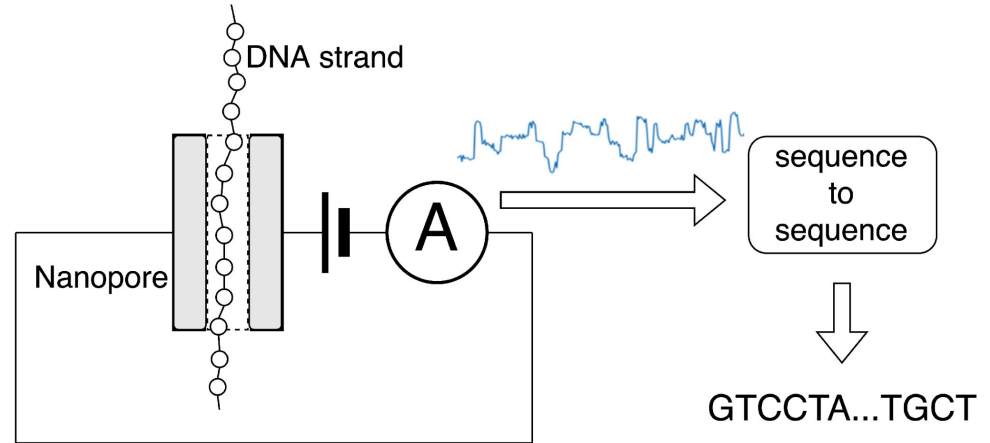 DNA strand
Nanopore
A
sequence
to
sequence
GTCCTA...TGCT